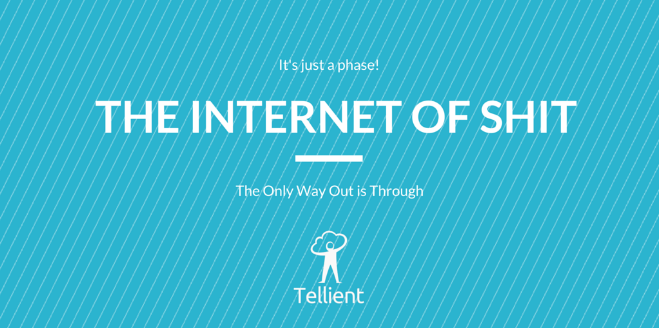 It's just a phase!
THE INTERNET OF SHIT
The Only Way Out is Through
Tellient